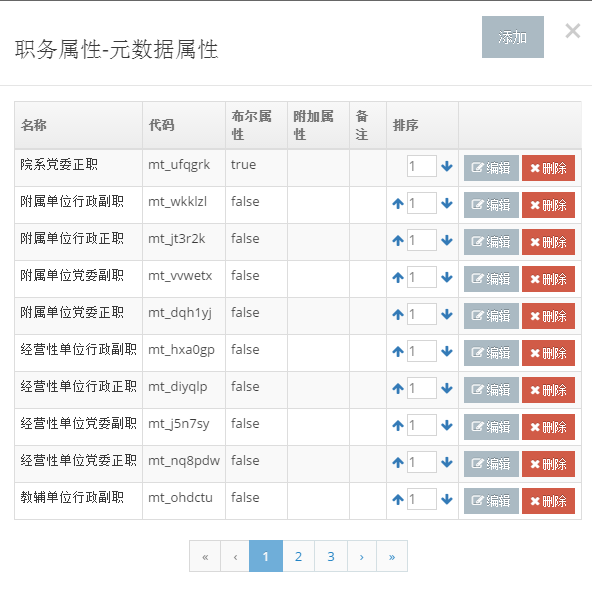 职务属性-元数据属性
添加 ×
名称 代码 布尔属性 附加属性 备注 排序
院系党委正职 mt_ufqgrk true 1 编辑 删除
附属单位行政副职 mt_wkklzl false 1 编辑 删除
附属单位行政正职 mt_jt3r2k false 1 编辑 删除
附属单位党委副职 mt_vvwetx false 1 编辑 删除
附属单位党委正职 mt_dqh1yj false 1 编辑 删除
经营性单位行政副职 mt_hxa0gp false 1 编辑 删除
经营性单位行政正职 mt_diyqlp false 1 编辑 删除
经营性单位党委副职 mt_j5n7sy false 1 编辑 删除
经营性单位党委正职 mt_nq8pdw false 1 编辑 删除
教辅单位行政副职 mt_ohdctu false 1 编辑 删除
« ‹ 1 2 3 › »